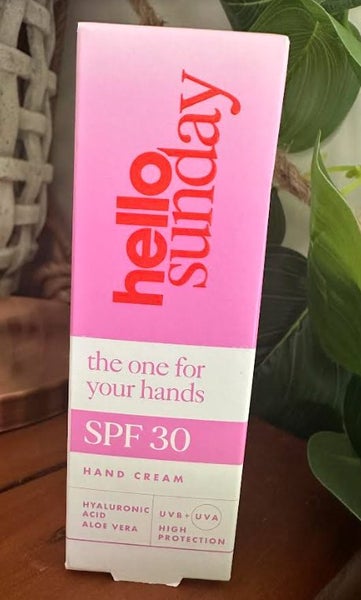 hello
sunday
the one for
your hands
SPF 30
HAND CREAM
HYALURONIC
ACID
ALOE VERA
UVB+ UVA
HIGH
PROTECTION